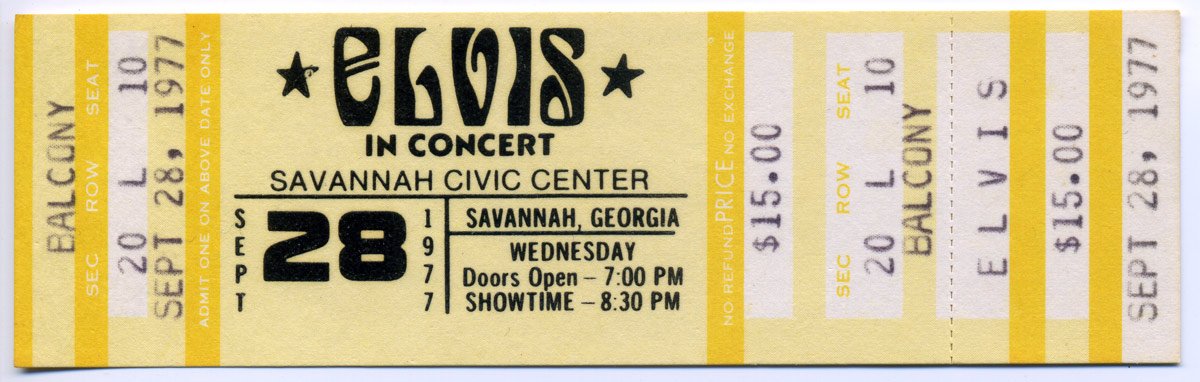 BALCONY
SEC ROW SEAT
20 L 10
SEPT 28, 1977
ADMIT ONE ON ABOVE DATE ONLY
★ ELVIS ★
IN CONCERT
SAVANNAH CIVIC CENTER
SEPT 28 1977
SAVANNAH, GEORGIA
WEDNESDAY
Doors Open – 7:00 PM
SHOWTIME – 8:30 PM
NO REFUND PRICE NO EXCHANGE
$15.00
SEC ROW SEAT
20 L 10
BALCONY
ELVIS
$15.00
SEPT 28, 1977